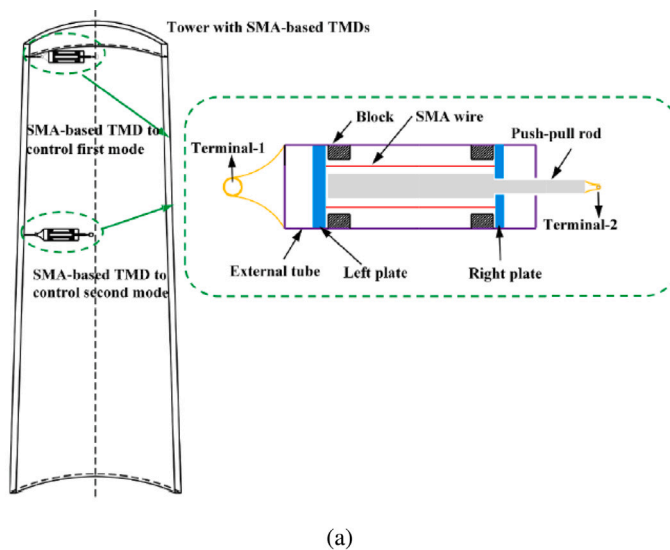 Tower with SMA-based TMDs
SMA-based TMD to
control first mode
SMA-based TMD to
control second mode
Block
SMA wire
Terminal-1
Push-pull rod
Terminal-2
External tube
Left plate
Right plate
(a)